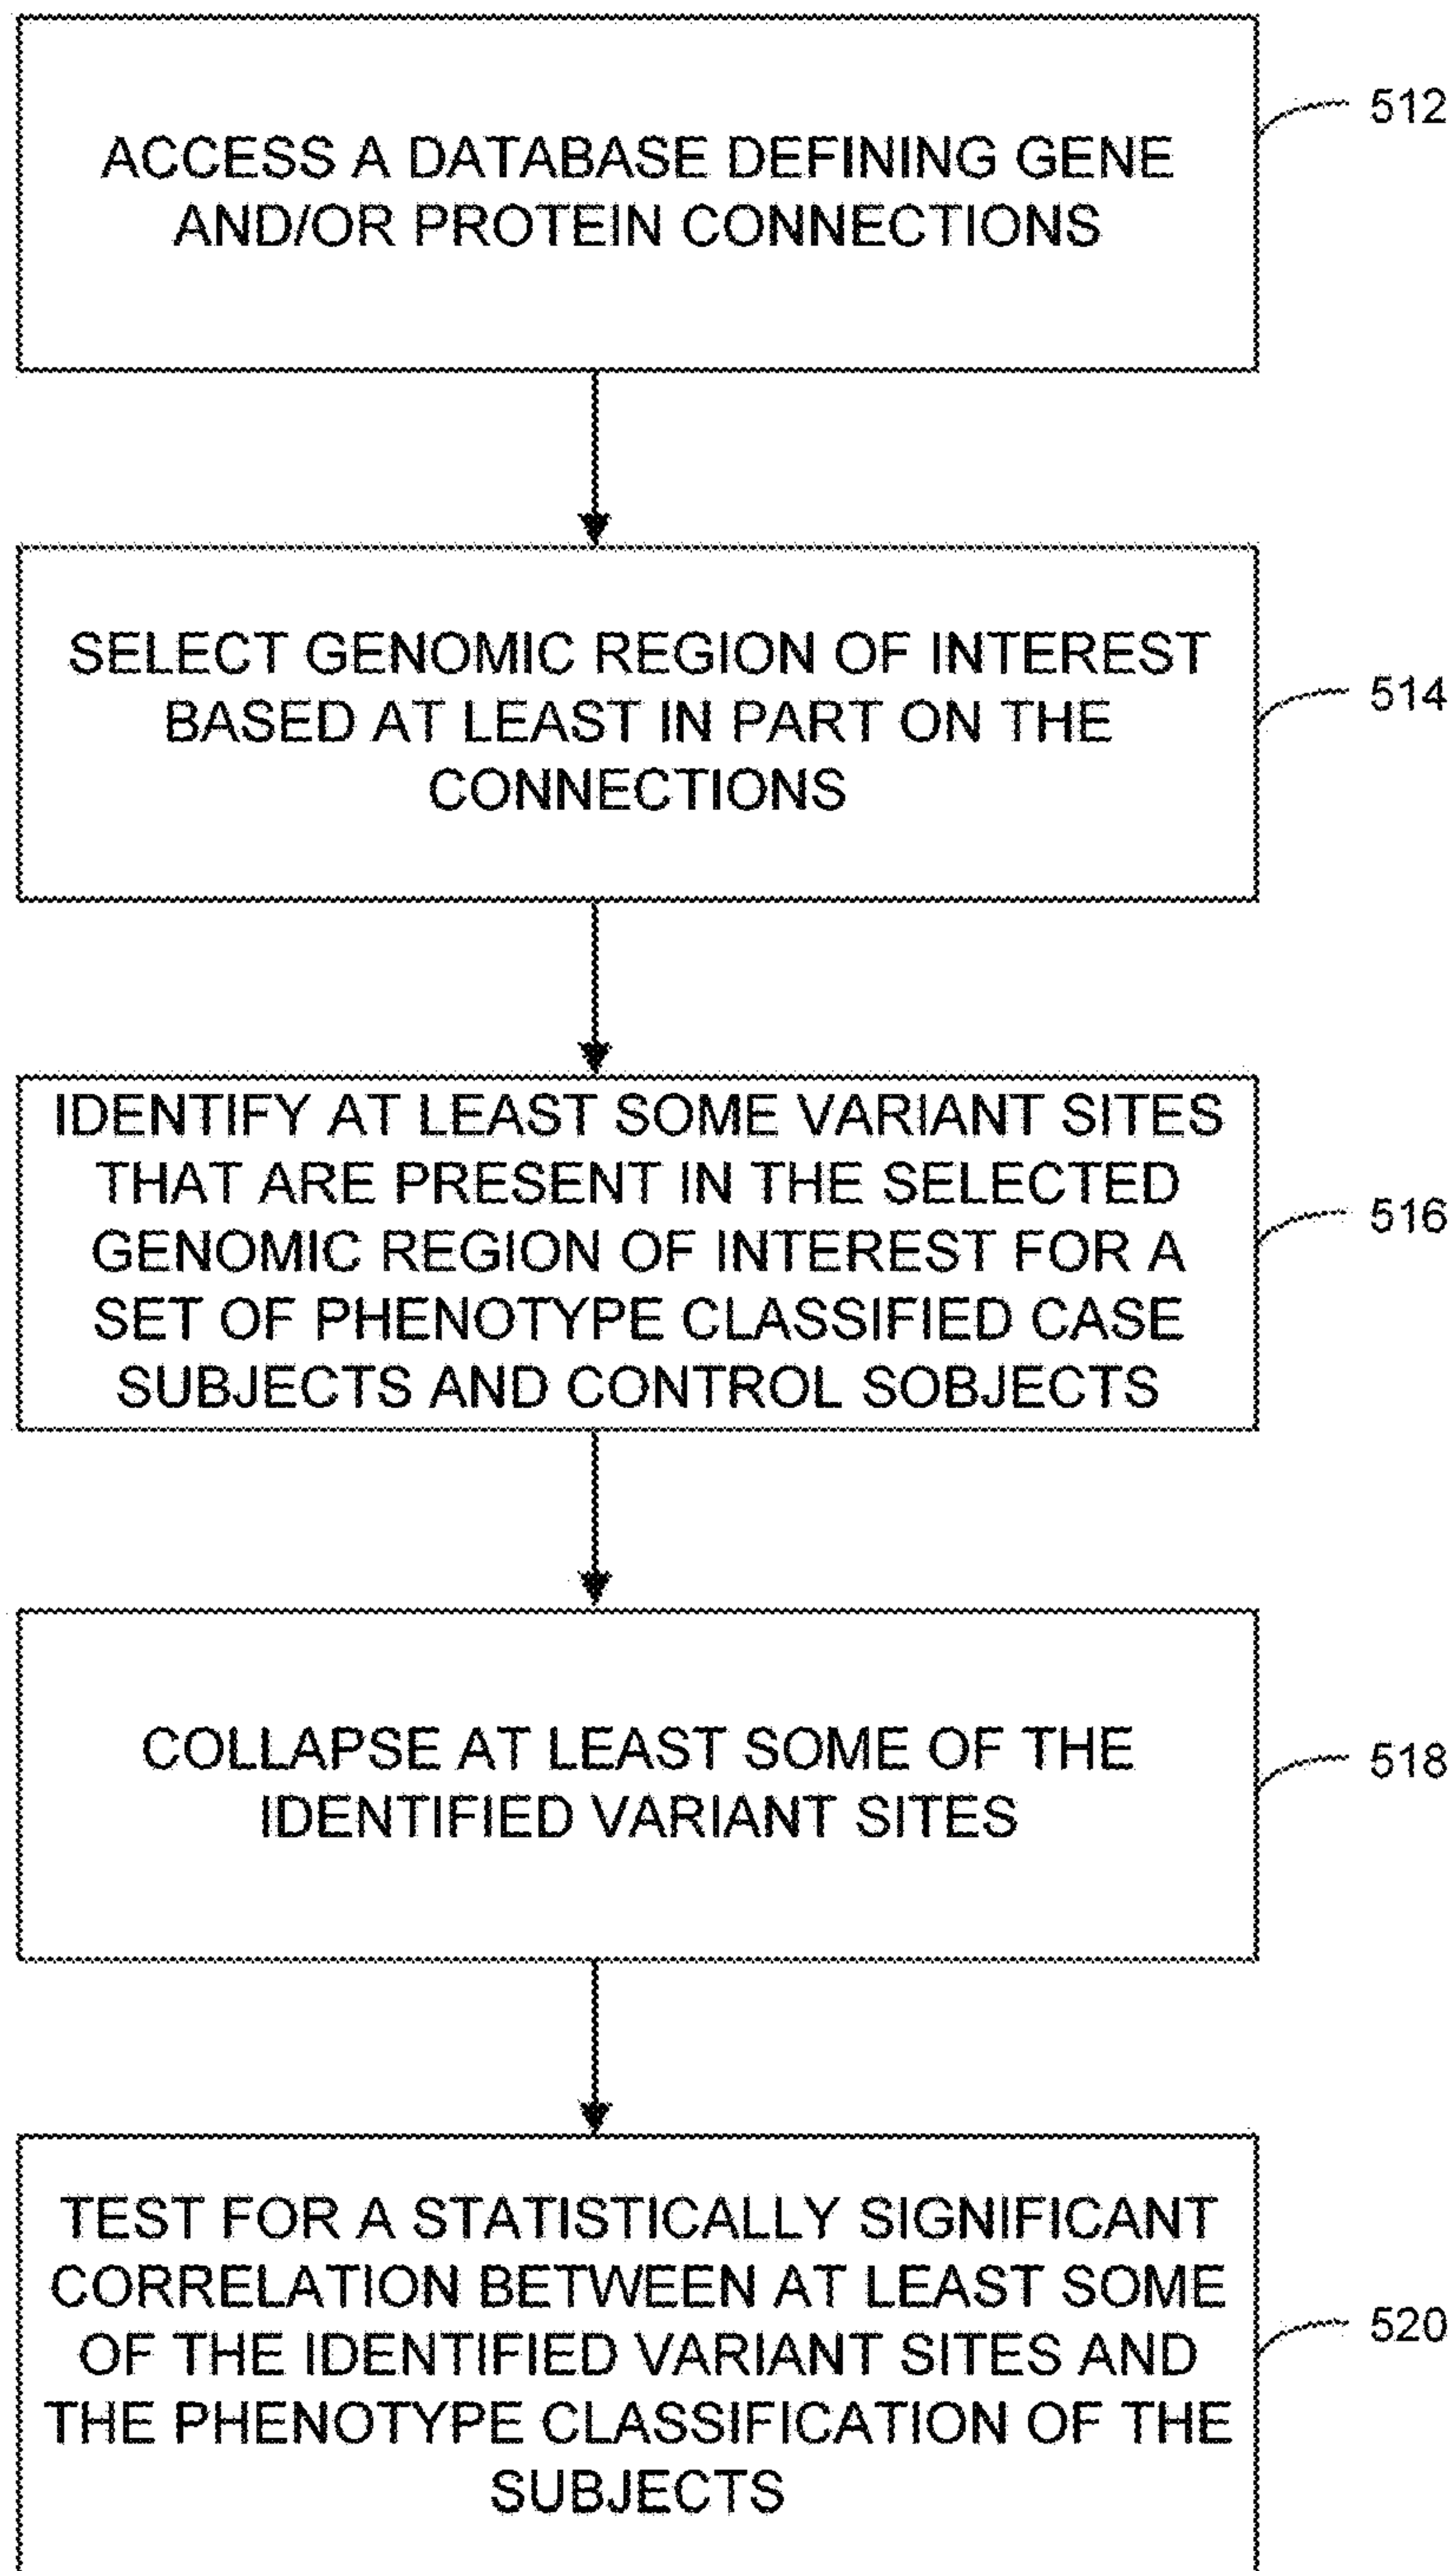 ACCESS A DATABASE DEFINING GENE
AND/OR PROTEIN CONNECTIONS
512
SELECT GENOMIC REGION OF INTEREST
BASED AT LEAST IN PART ON THE
CONNECTIONS
514
IDENTIFY AT LEAST SOME VARIANT SITES
THAT ARE PRESENT IN THE SELECTED
GENOMIC REGION OF INTEREST FOR A
SET OF PHENOTYPE CLASSIFIED CASE
SUBJECTS AND CONTROL SOBJECTS
516
COLLAPSE AT LEAST SOME OF THE
IDENTIFIED VARIANT SITES
518
TEST FOR A STATISTICALLY SIGNIFICANT
CORRELATION BETWEEN AT LEAST SOME
OF THE IDENTIFIED VARIANT SITES AND
THE PHENOTYPE CLASSIFICATION OF THE
SUBJECTS
520